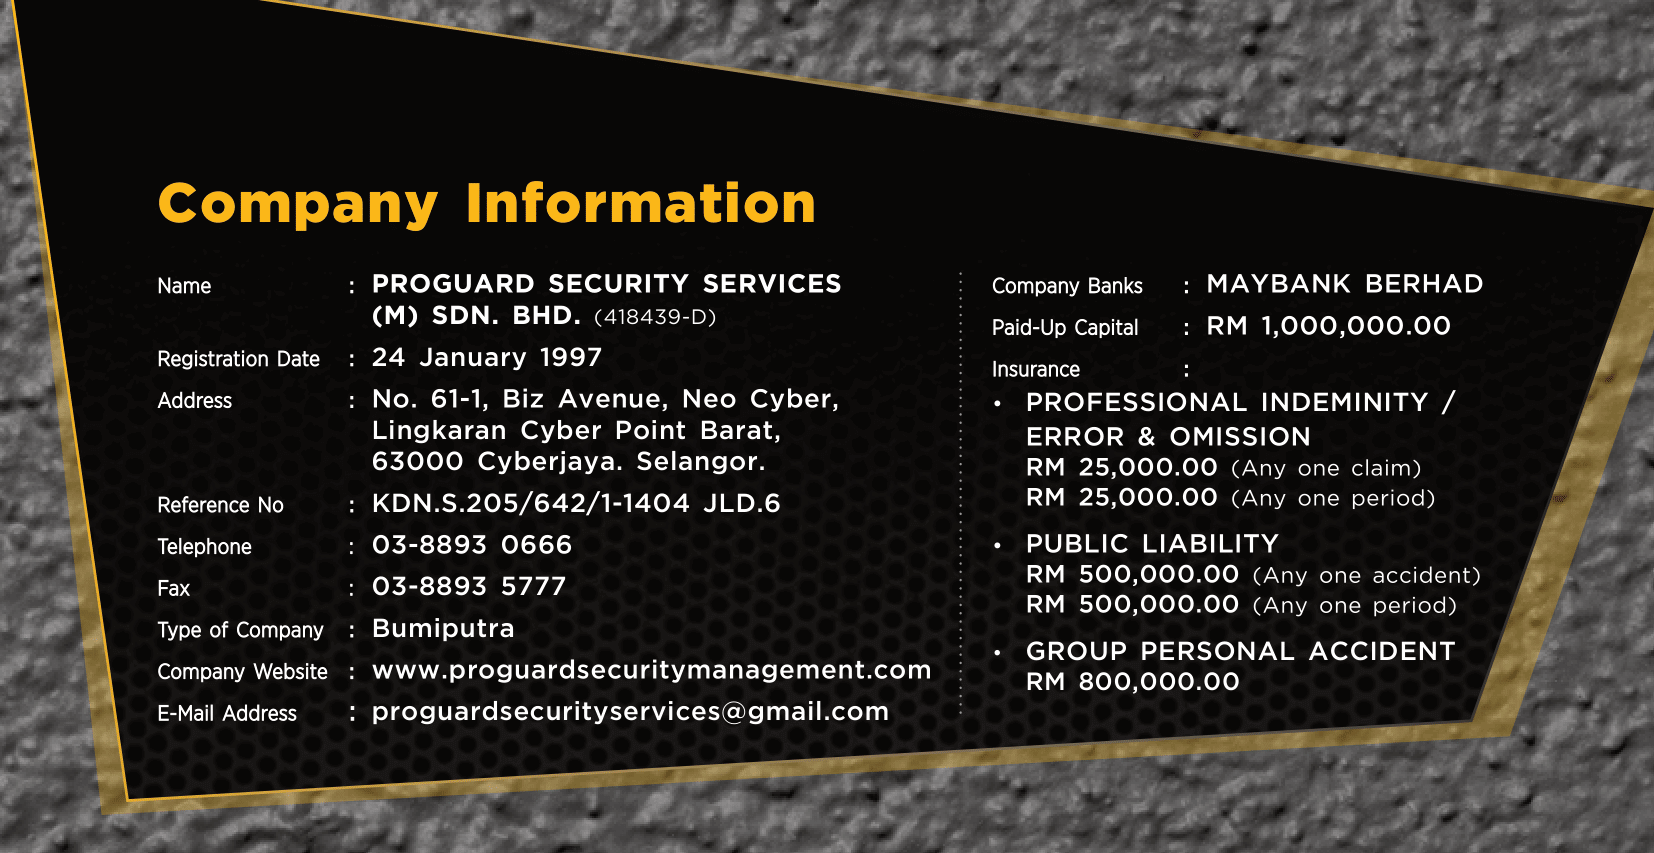 Company Information
Name : PROGUARD SECURITY SERVICES
(M) SDN. BHD. (418439-D)
Registration Date : 24 January 1997
Address : No. 61-1, Biz Avenue, Neo Cyber,
Lingkaran Cyber Point Barat,
63000 Cyberjaya. Selangor.
Reference No : KDN.S.205/642/1-1404 JLD.6
Telephone : 03-8893 0666
Fax : 03-8893 5777
Type of Company : Bumiputra
Company Website : www.proguardsecuritymanagement.com
E-Mail Address : proguardsecurityservices@gmail.com
Company Banks : MAYBANK BERHAD
Paid-Up Capital : RM 1,000,000.00
Insurance :
• PROFESSIONAL INDEMINITY /
ERROR & OMISSION
RM 25,000.00 (Any one claim)
RM 25,000.00 (Any one period)
• PUBLIC LIABILITY
RM 500,000.00 (Any one accident)
RM 500,000.00 (Any one period)
• GROUP PERSONAL ACCIDENT
RM 800,000.00